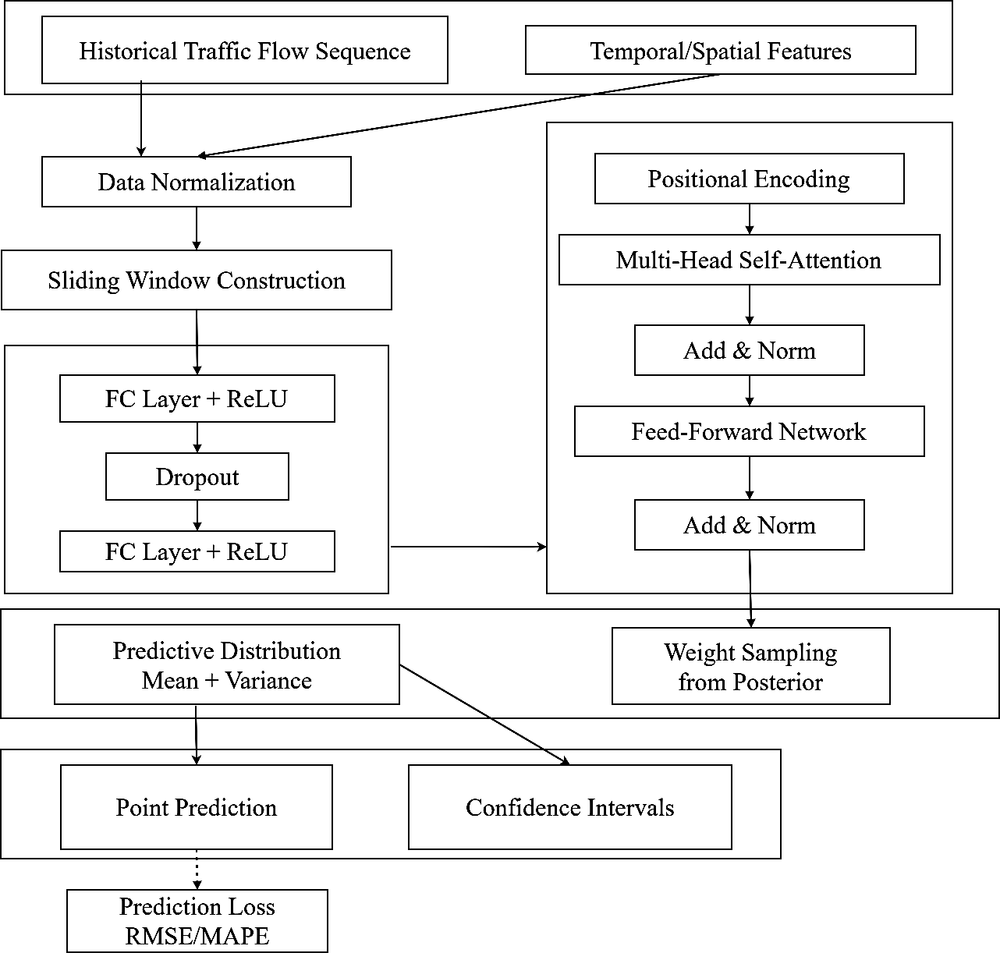 Historical Traffic Flow Sequence
Temporal/Spatial Features
Data Normalization
Sliding Window Construction
FC Layer + ReLU
Dropout
FC Layer + ReLU
Positional Encoding
Multi-Head Self-Attention
Add & Norm
Feed-Forward Network
Add & Norm
Weight Sampling
from Posterior
Predictive Distribution
Mean + Variance
Point Prediction
Confidence Intervals
Prediction Loss
RMSE/MAPE